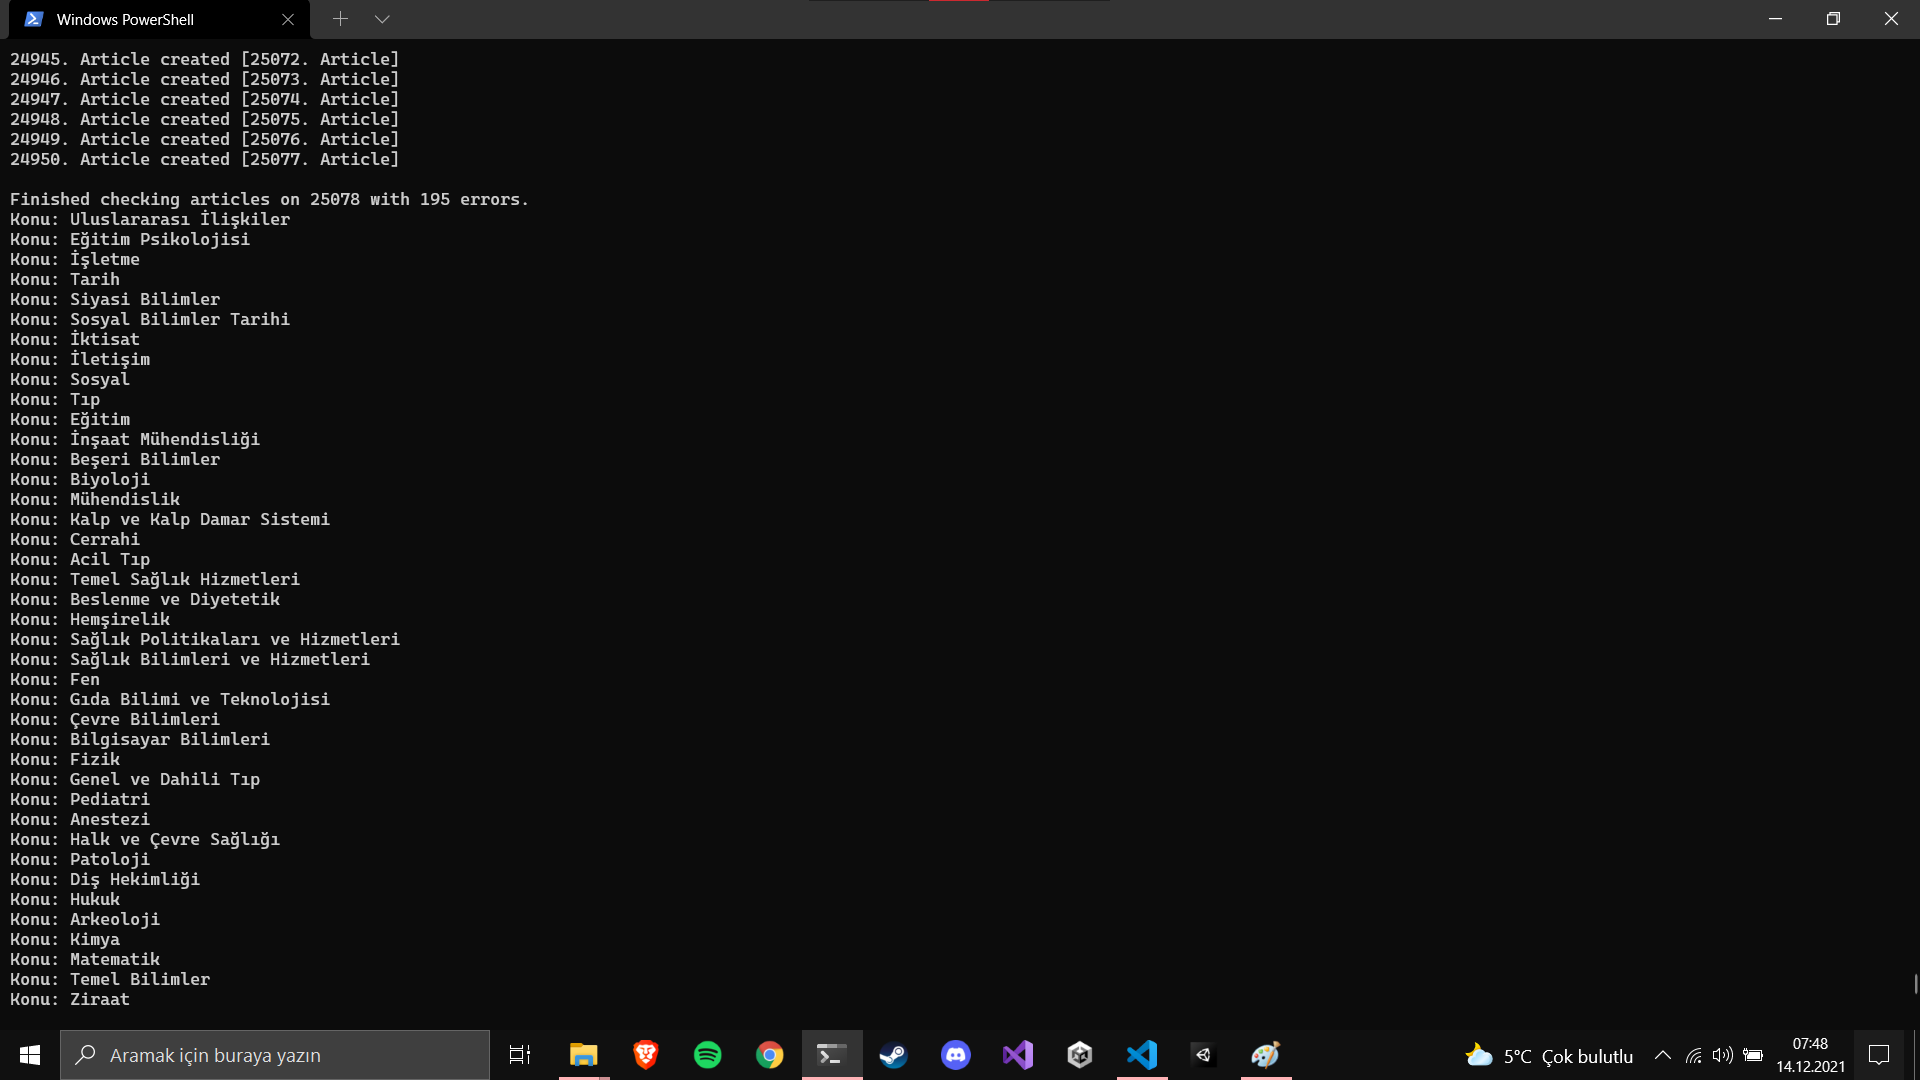 Windows PowerShell
24945. Article created [25072. Article]
24946. Article created [25073. Article]
24947. Article created [25074. Article]
24948. Article created [25075. Article]
24949. Article created [25076. Article]
24950. Article created [25077. Article]
Finished checking articles on 25078 with 195 errors.
Konu: Uluslararası İlişkiler
Konu: Eğitim Psikolojisi
Konu: İşletme
Konu: Tarih
Konu: Siyasi Bilimler
Konu: Sosyal Bilimler Tarihi
Konu: İktisat
Konu: İletişim
Konu: Sosyal
Konu: Tıp
Konu: Eğitim
Konu: İnşaat Mühendisliği
Konu: Beşeri Bilimler
Konu: Biyoloji
Konu: Mühendislik
Konu: Kalp ve Kalp Damar Sistemi
Konu: Cerrahi
Konu: Acil Tıp
Konu: Temel Sağlık Hizmetleri
Konu: Beslenme ve Diyetetik
Konu: Hemşirelik
Konu: Sağlık Politikaları ve Hizmetleri
Konu: Sağlık Bilimleri ve Hizmetleri
Konu: Fen
Konu: Gıda Bilimi ve Teknolojisi
Konu: Çevre Bilimleri
Konu: Bilgisayar Bilimleri
Konu: Fizik
Konu: Genel ve Dahili Tıp
Konu: Pediatri
Konu: Anestezi
Konu: Halk ve Çevre Sağlığı
Konu: Patoloji
Konu: Diş Hekimliği
Konu: Hukuk
Konu: Arkeoloji
Konu: Kimya
Konu: Matematik
Konu: Temel Bilimler
Konu: Ziraat
Aramak için buraya yazın
5°C Çok bulutlu
07:48
14.12.2021